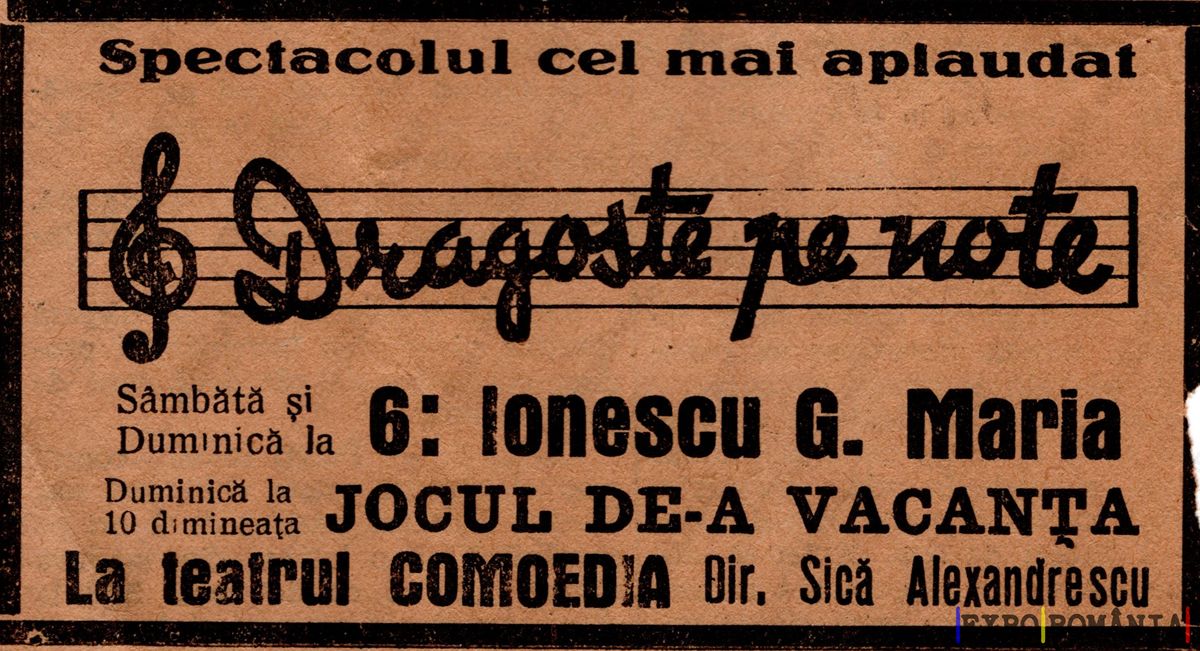 Spectacolul cel mai aplaudat
Dragoste pe note
Sâmbătă și
Duminică la
6: Ionescu G. Maria
Duminică la
10 dimineaţa
JOCUL DE-A VACANŢA
La teatrul COMOEDIA Dir. Sică Alexandrescu
EXPO ROMÂNIA